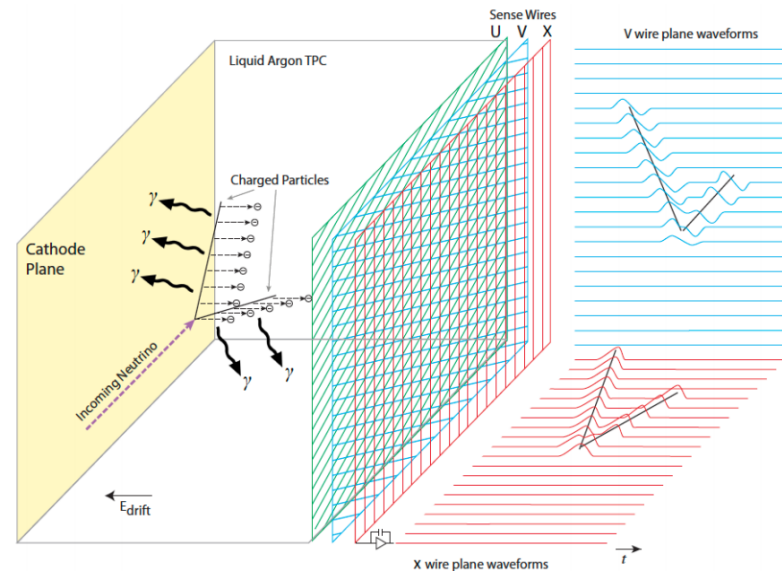 Sense Wires
U V X
V wire plane waveforms
Liquid Argon TPC
Charged Particles
γ
γ
γ
Cathode
Plane
Incoming Neutrino
γ
γ
E_drift
X wire plane waveforms
t